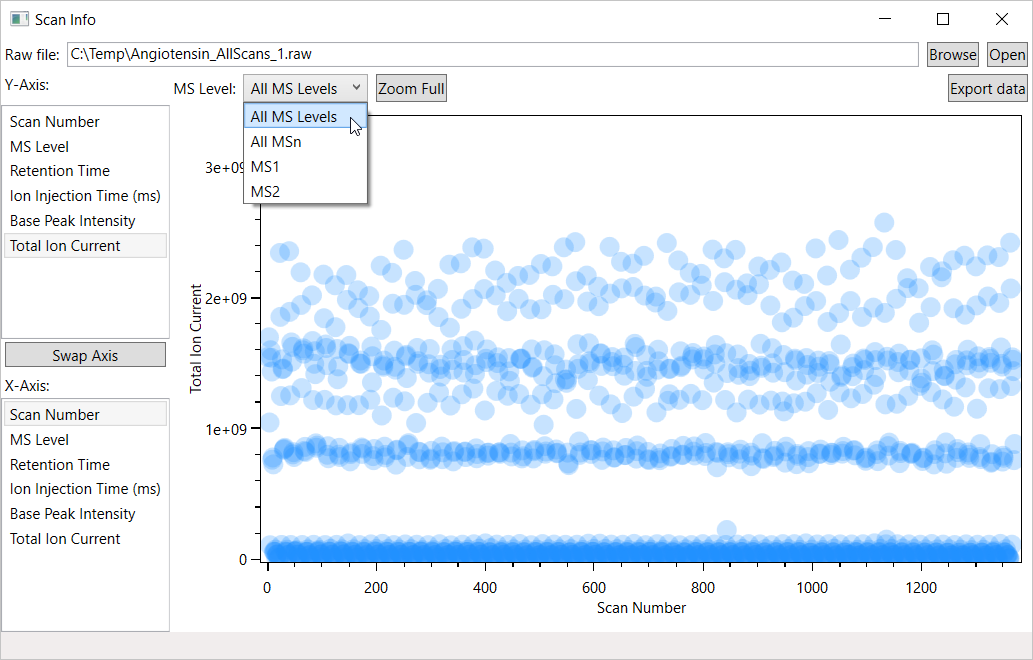 Scan Info
Raw file: C:\Temp\Angiotensin_AllScans_1.raw Browse Open
Y-Axis:
MS Level: All MS Levels Zoom Full Export data
All MS Levels
All MSn
MS1
MS2
Scan Number
MS Level
Retention Time
Ion Injection Time (ms)
Base Peak Intensity
Total Ion Current
Swap Axis
X-Axis:
Scan Number
MS Level
Retention Time
Ion Injection Time (ms)
Base Peak Intensity
Total Ion Current
Total Ion Current
3e+09
2e+09
1e+09
0
0 200 400 600 800 1000 1200
Scan Number